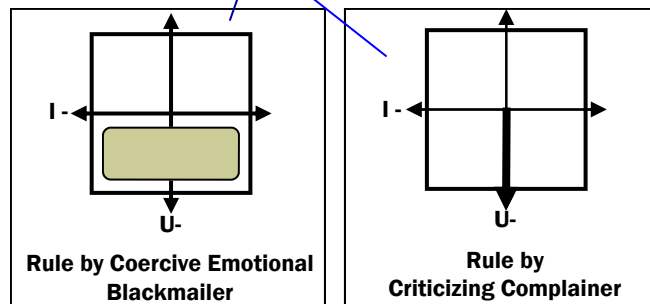 I -
U-
Rule by Coercive Emotional
Blackmailer
I -
U-
Rule by
Criticizing Complainer